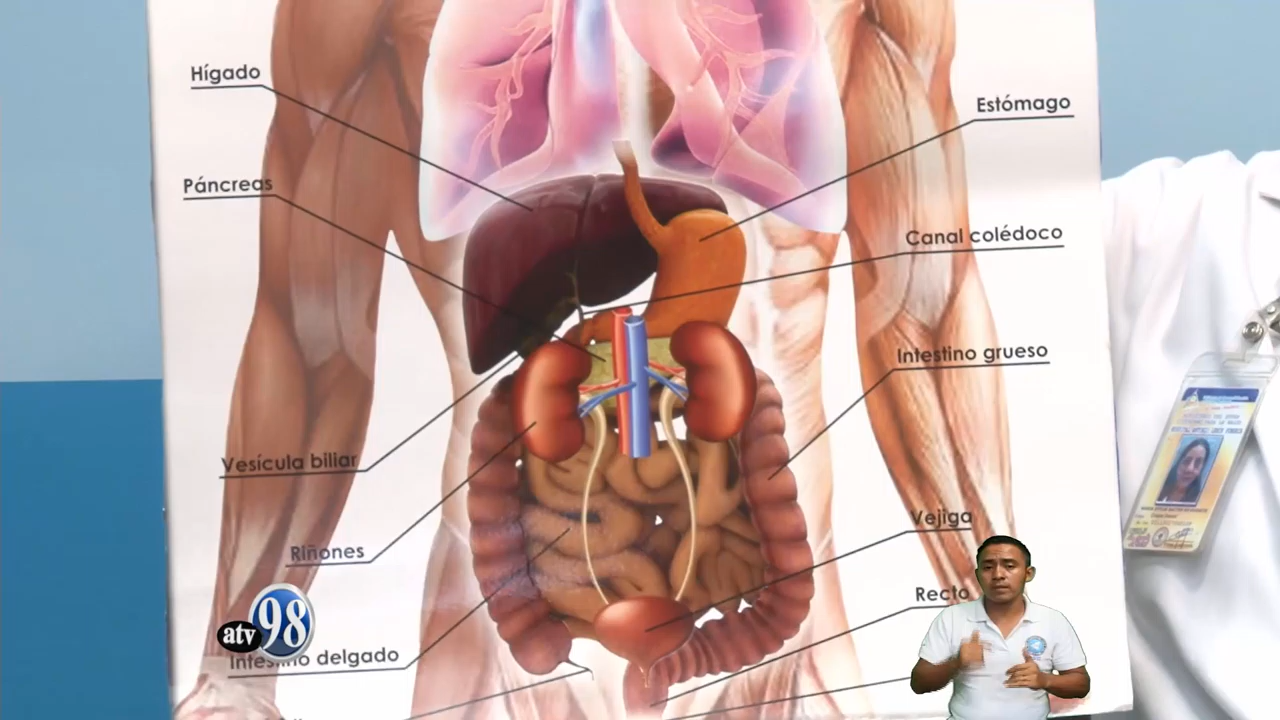 Hígado
Estómago
Páncreas
Canal colédoco
Intestino grueso
Vesícula biliar
Vejiga
Riñones
Recto
atv 98
Intestino delgado